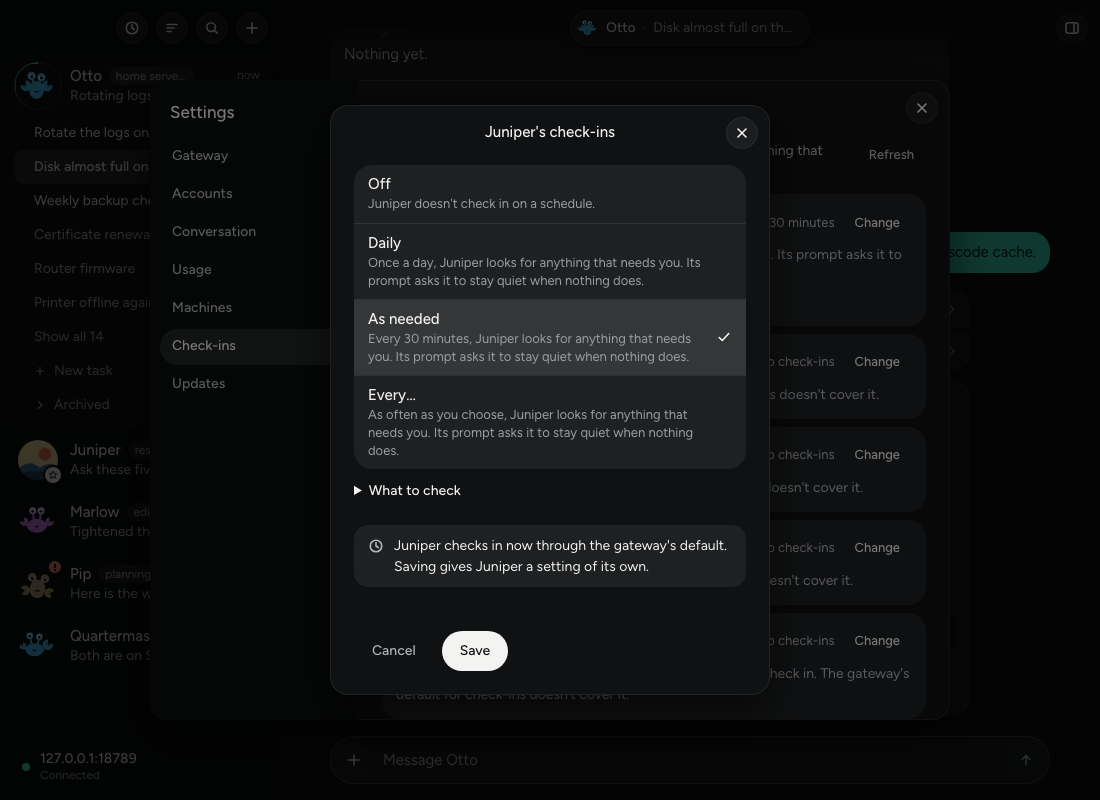 Otto · Disk almost full on th...
Nothing yet.
Otto home serve... now
Rotating logs
Rotate the logs on
Disk almost full on
Weekly backup che
Certificate renewa
Router firmware
Printer offline again
Show all 14
New task
Archived
Juniper res
Ask these five
Marlow edi
Tightened th
Pip planning
Here is the w
Quartermas
Both are on S
127.0.0.1:18789
Connected
Settings
Gateway
Accounts
Conversation
Usage
Machines
Check-ins
Updates
Juniper's check-ins
Off
Juniper doesn't check in on a schedule.
Daily
Once a day, Juniper looks for anything that needs you. Its
prompt asks it to stay quiet when nothing does.
As needed
Every 30 minutes, Juniper looks for anything that needs
you. Its prompt asks it to stay quiet when nothing does.
Every...
As often as you choose, Juniper looks for anything that
needs you. Its prompt asks it to stay quiet when nothing
does.
What to check
Juniper checks in now through the gateway's default.
Saving gives Juniper a setting of its own.
Cancel
Save
hing that
Refresh
30 minutes Change
. Its prompt asks it to
o check-ins Change
s doesn't cover it.
o check-ins Change
doesn't cover it.
o check-ins Change
esn't cover it.
o check-ins Change
heck in. The gateway's
default for check-ins doesn't cover it.
scode cache.
Message Otto